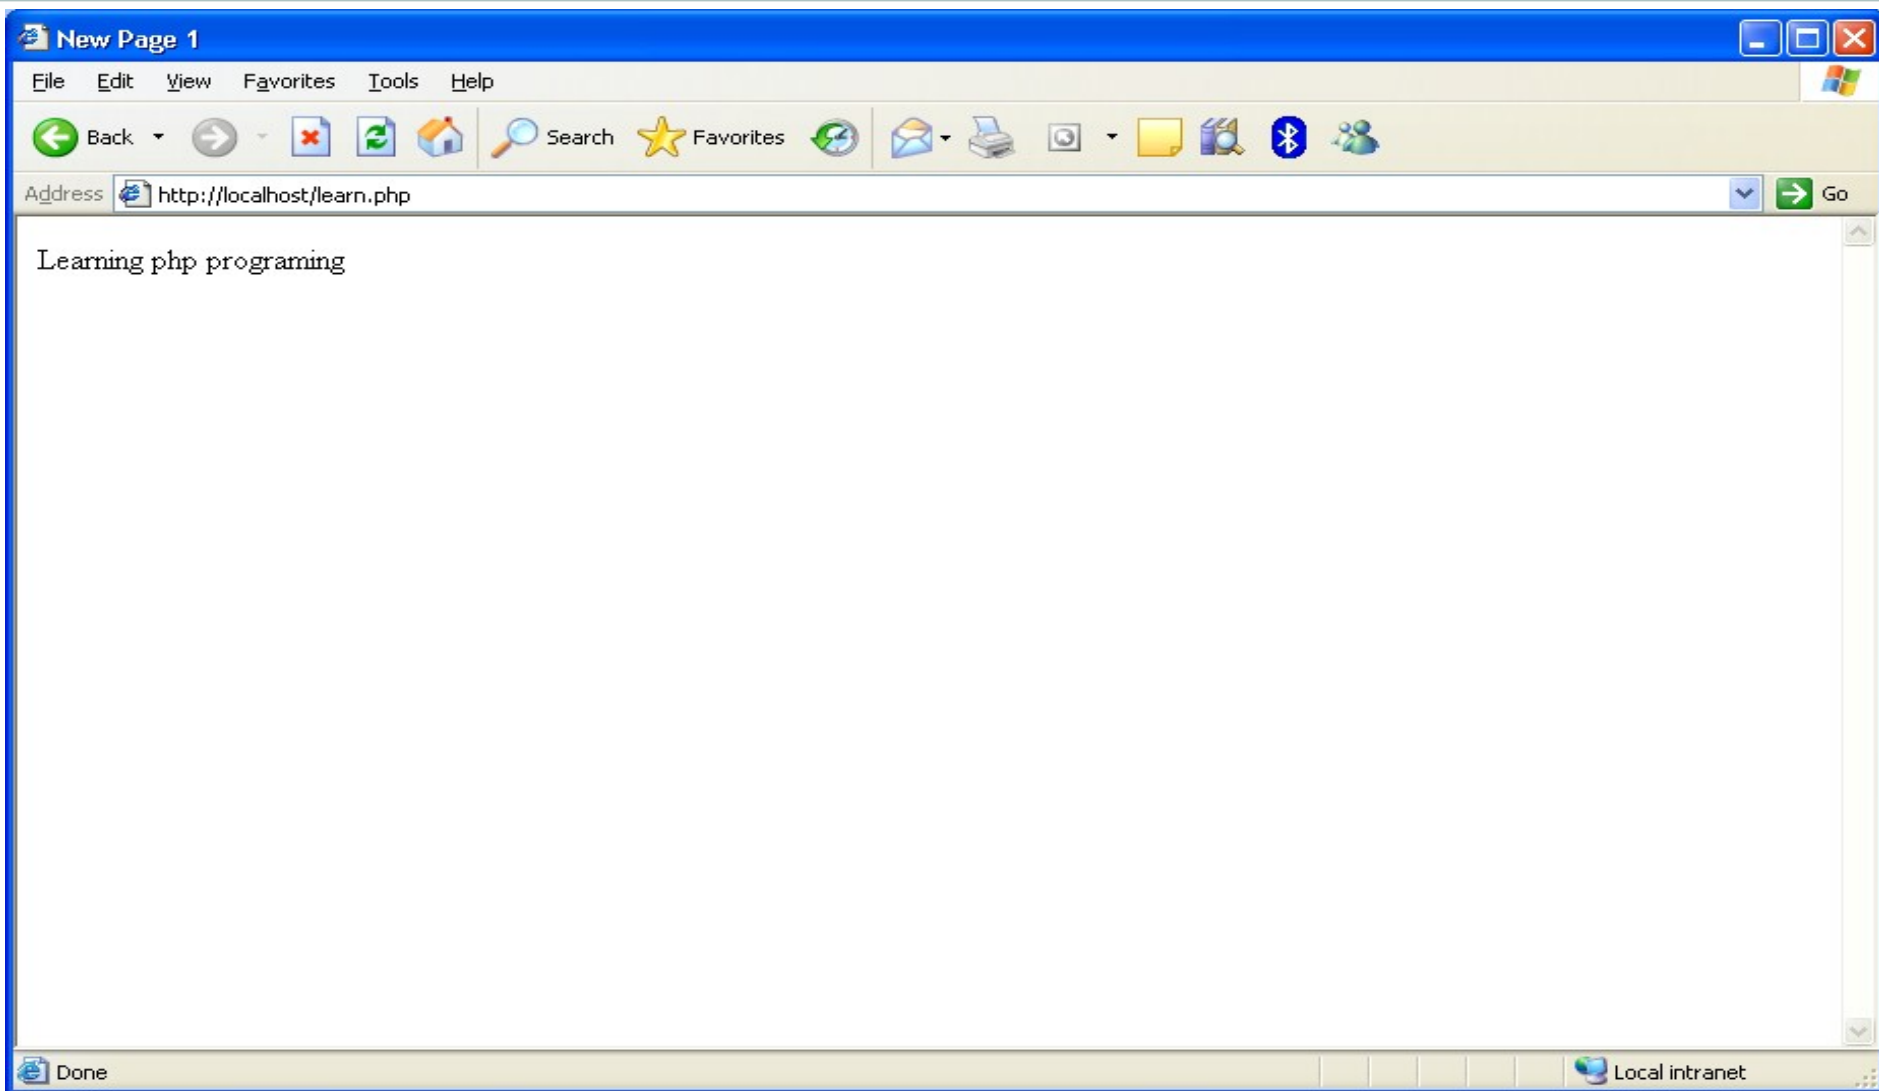 New Page 1
File Edit View Favorites Tools Help
Back Search Favorites
Address http://localhost/learn.php Go
Learning php programing
Done Local intranet